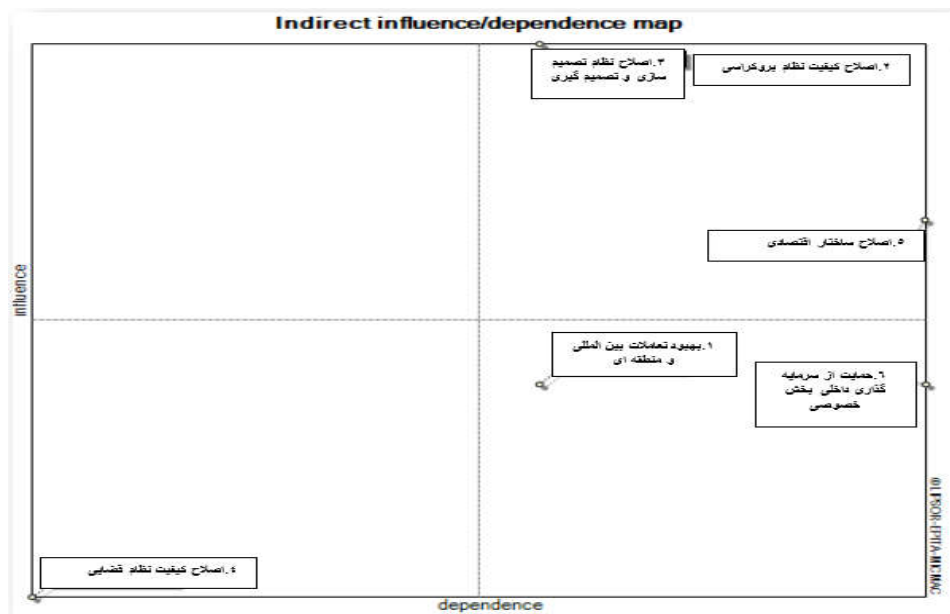 Indirect influence/dependence map
۳.اصلاح نظام تصمیم
سازی و تصمیم گیری
۲.اصلاح کیفیت نظام بروکراسی
۵.اصلاح ساختار اقتصادی
influence
۱.بهبود تعاملات بین المللی
و منطقه ای
۶.حمایت از سرمایه
گذاری داخلی بخش
خصوصی
۴.اصلاح کیفیت نظام قضایی
dependence
©LIPSOR-EPITA-MICMAC